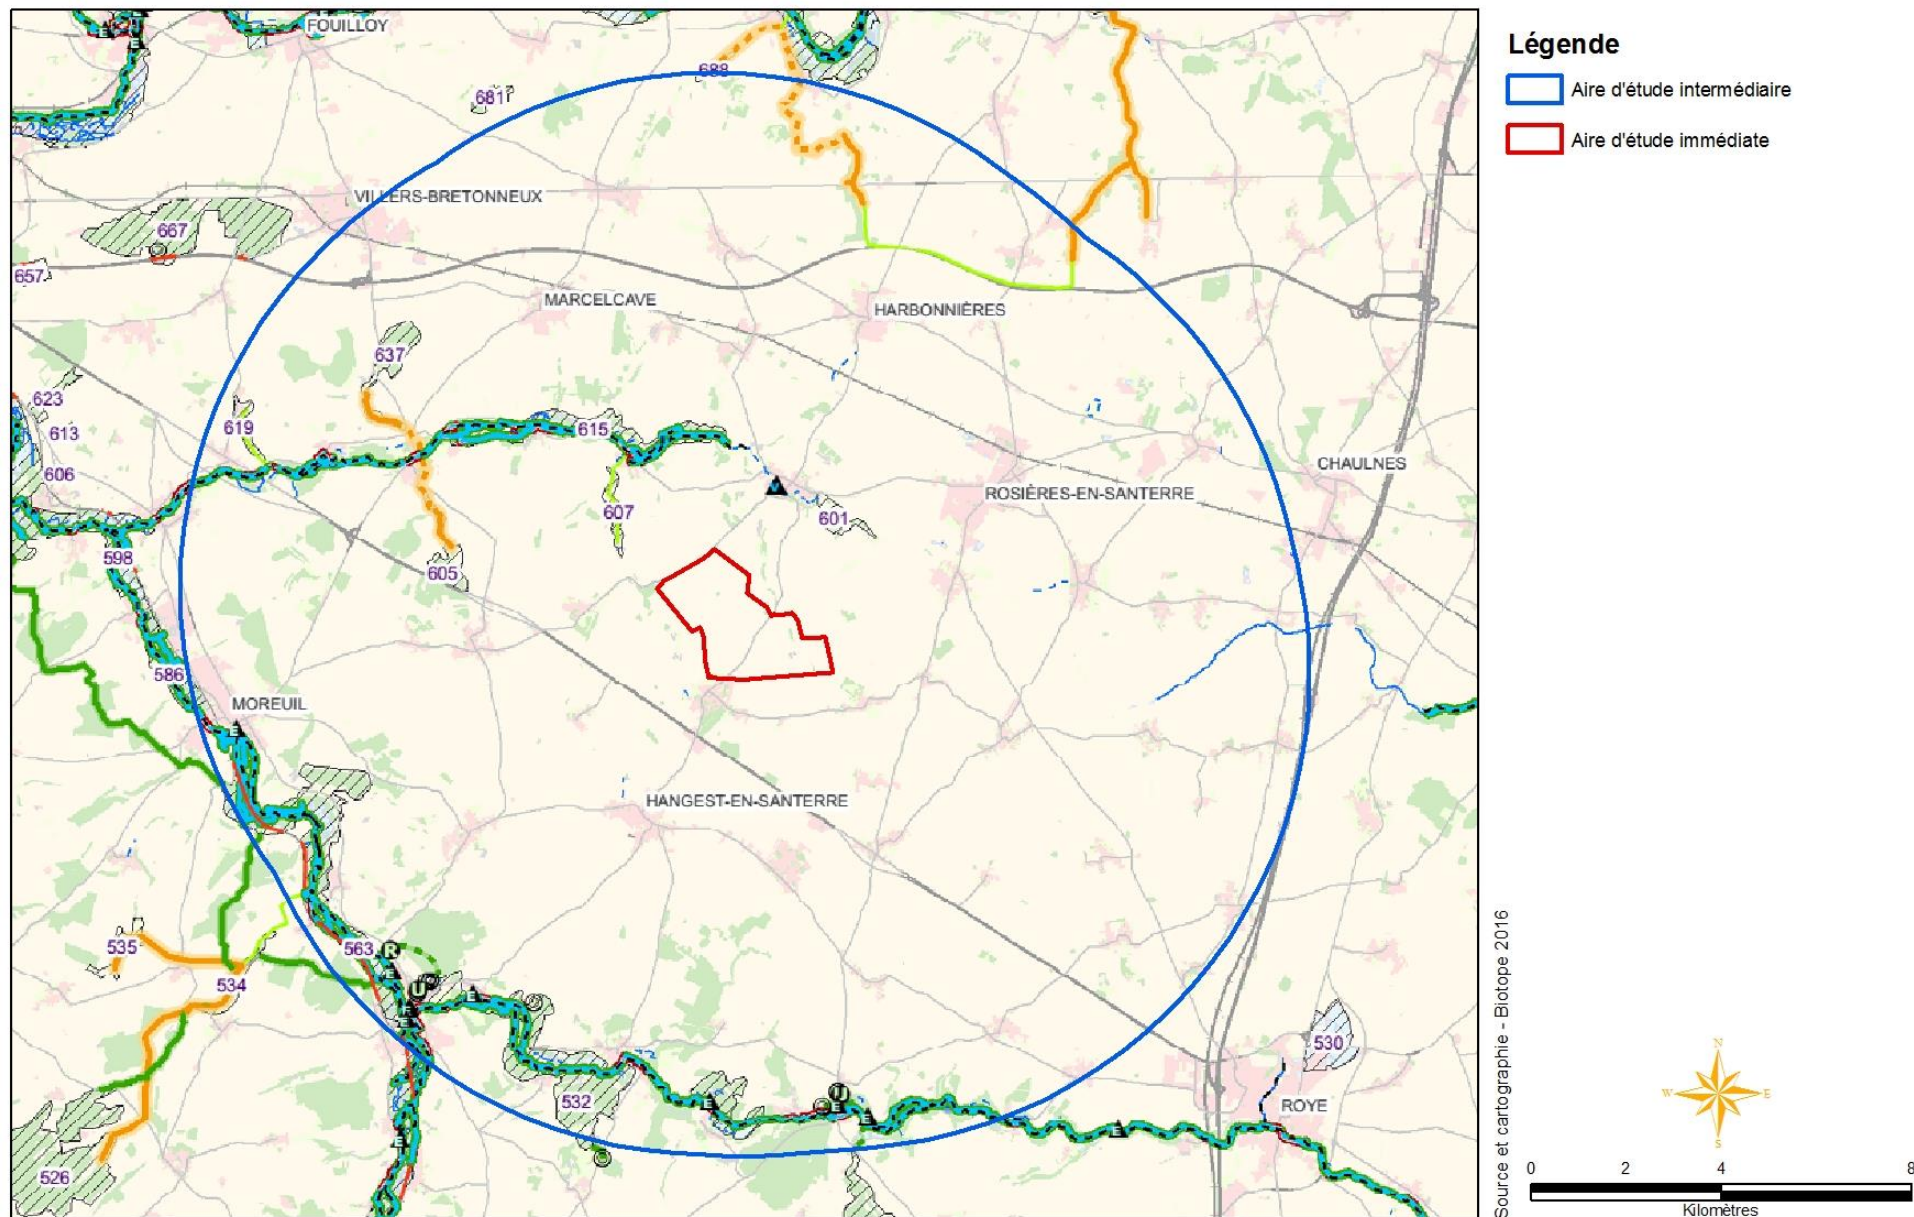 FOUILLOY
688
681
VILLERS-BRETONNEUX
667
657
MARCELCAVE
HARBONNIÈRES
637
623
613
619
615
606
CHAULNES
ROSIÈRES-EN-SANTERRE
607
601
598
605
586
MOREUIL
HANGEST-EN-SANTERRE
535
563
R
534
U
E
E
E
E
E
E
E
E
E
U
532
530
ROYE
526
Légende
Aire d'étude intermédiaire
Aire d'étude immédiate
Source et cartographie - Biotope 2016
N
W
E
S
0 2 4 8
Kilomètres